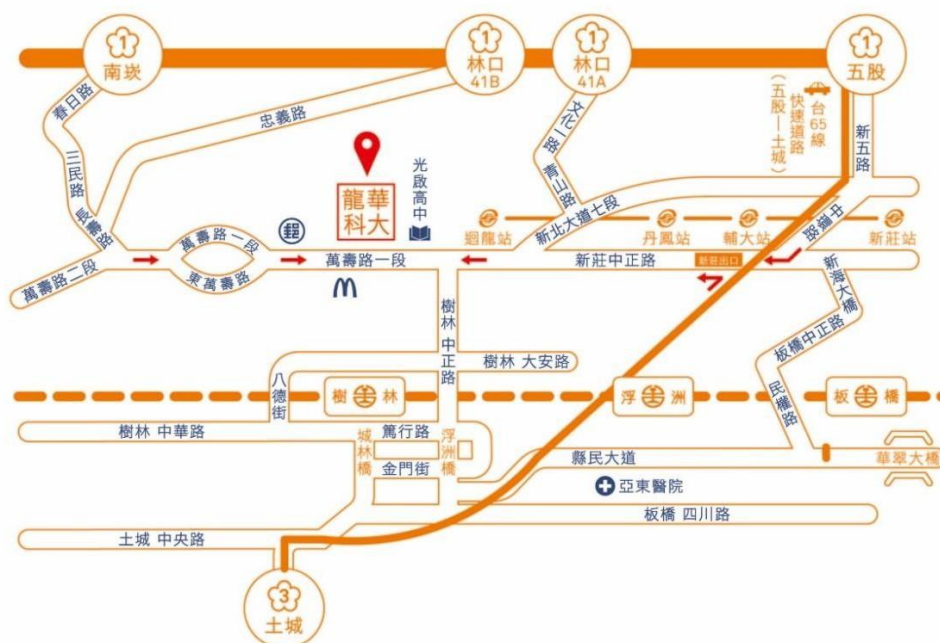 1
南崁
1
林口
41B
1
林口
41A
1
五股
春日路
忠義路
文化一路
台65線
快速道路
(五股—土城)
新五路
三民路
青山路
光啟高中
龍華
科大
長壽路
萬壽路一段
郵
迴龍站
新北大道七段
丹鳳站
輔大站
中環路
新莊站
萬壽路二段
東萬壽路
萬壽路一段
新莊中正路
新莊出口
新海大橋
樹林 中正路
板橋中正路
樹林 大安路
八德街
樹林
浮洲
民權路
板橋
樹林 中華路
篤行路
城林橋
浮洲橋
金門街
縣民大道
華翠大橋
亞東醫院
板橋 四川路
土城 中央路
3
土城